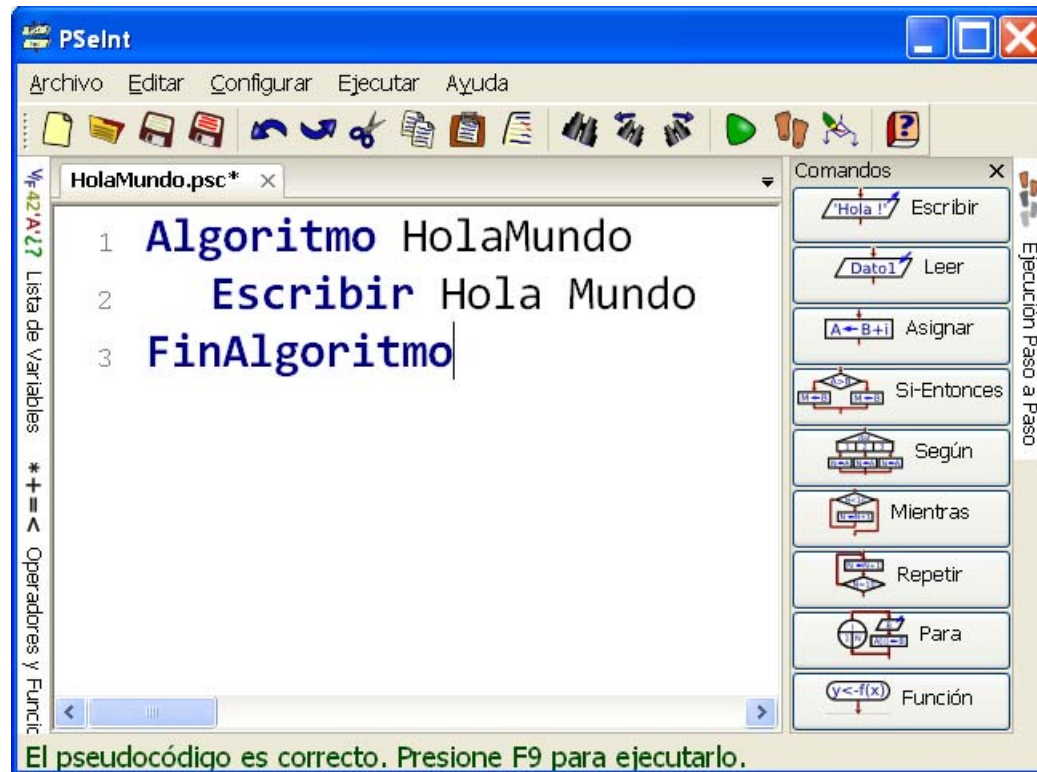 PSeInt
Archivo Editar Configurar Ejecutar Ayuda
HolaMundo.psc*
1 Algoritmo HolaMundo
2 Escribir Hola Mundo
3 FinAlgoritmo
Lista de Variables
*+=< Operadores y Funcio
Comandos
'Hola !' Escribir
Dato1 Leer
A←B+i Asignar
Si-Entonces
Según
Mientras
Repetir
Para
y<-f(x) Función
Ejecución Paso a Paso
El pseudocódigo es correcto. Presione F9 para ejecutarlo.